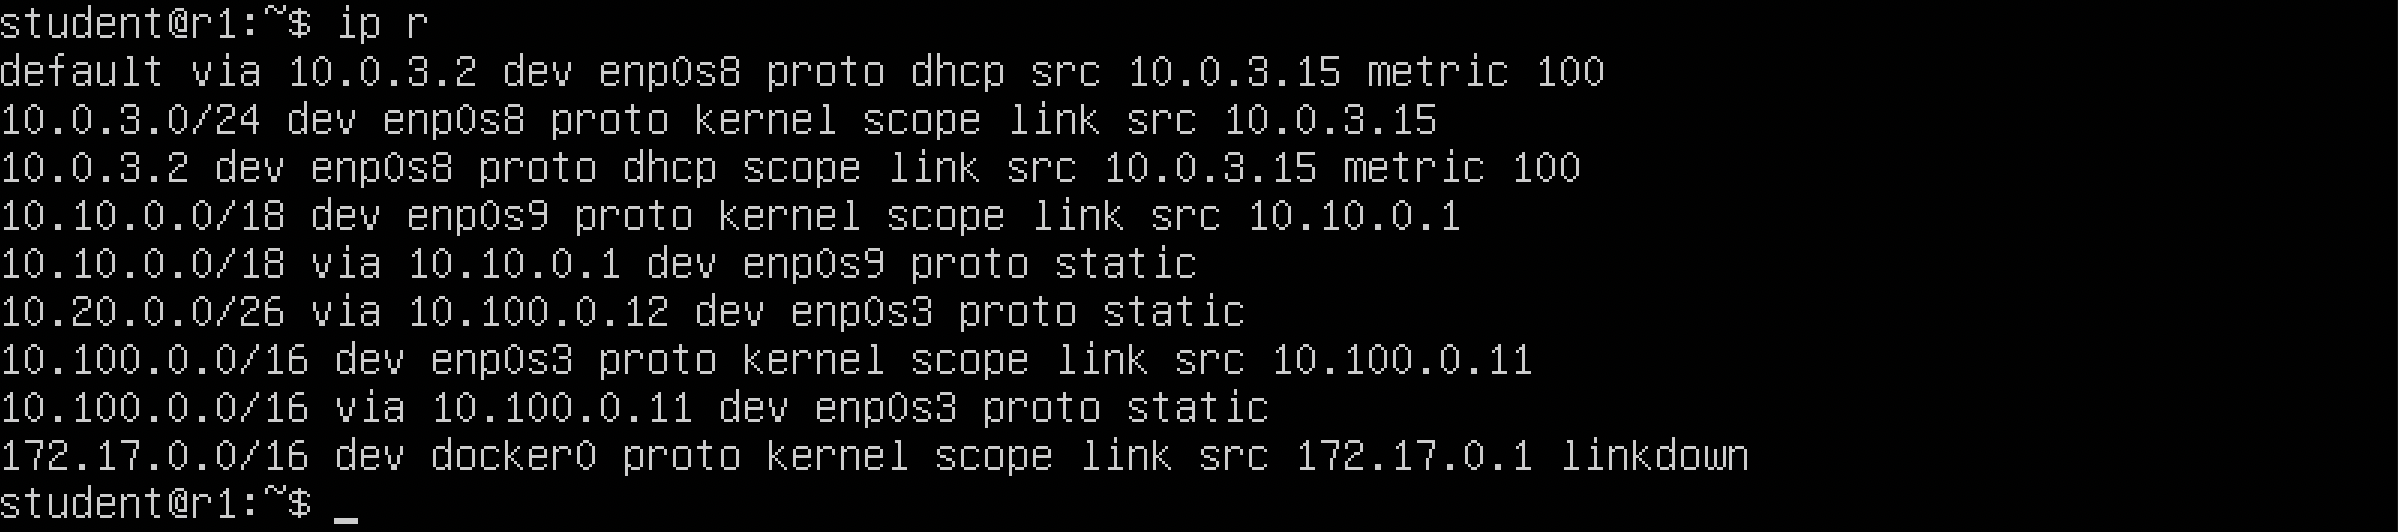 student@r1:~$ ip r
default via 10.0.3.2 dev enp0s8 proto dhcp src 10.0.3.15 metric 100
10.0.3.0/24 dev enp0s8 proto kernel scope link src 10.0.3.15
10.0.3.2 dev enp0s8 proto dhcp scope link src 10.0.3.15 metric 100
10.10.0.0/18 dev enp0s9 proto kernel scope link src 10.10.0.1
10.10.0.0/18 via 10.10.0.1 dev enp0s9 proto static
10.20.0.0/26 via 10.100.0.12 dev enp0s3 proto static
10.100.0.0/16 dev enp0s3 proto kernel scope link src 10.100.0.11
10.100.0.0/16 via 10.100.0.11 dev enp0s3 proto static
172.17.0.0/16 dev docker0 proto kernel scope link src 172.17.0.1 linkdown
student@r1:~$ _